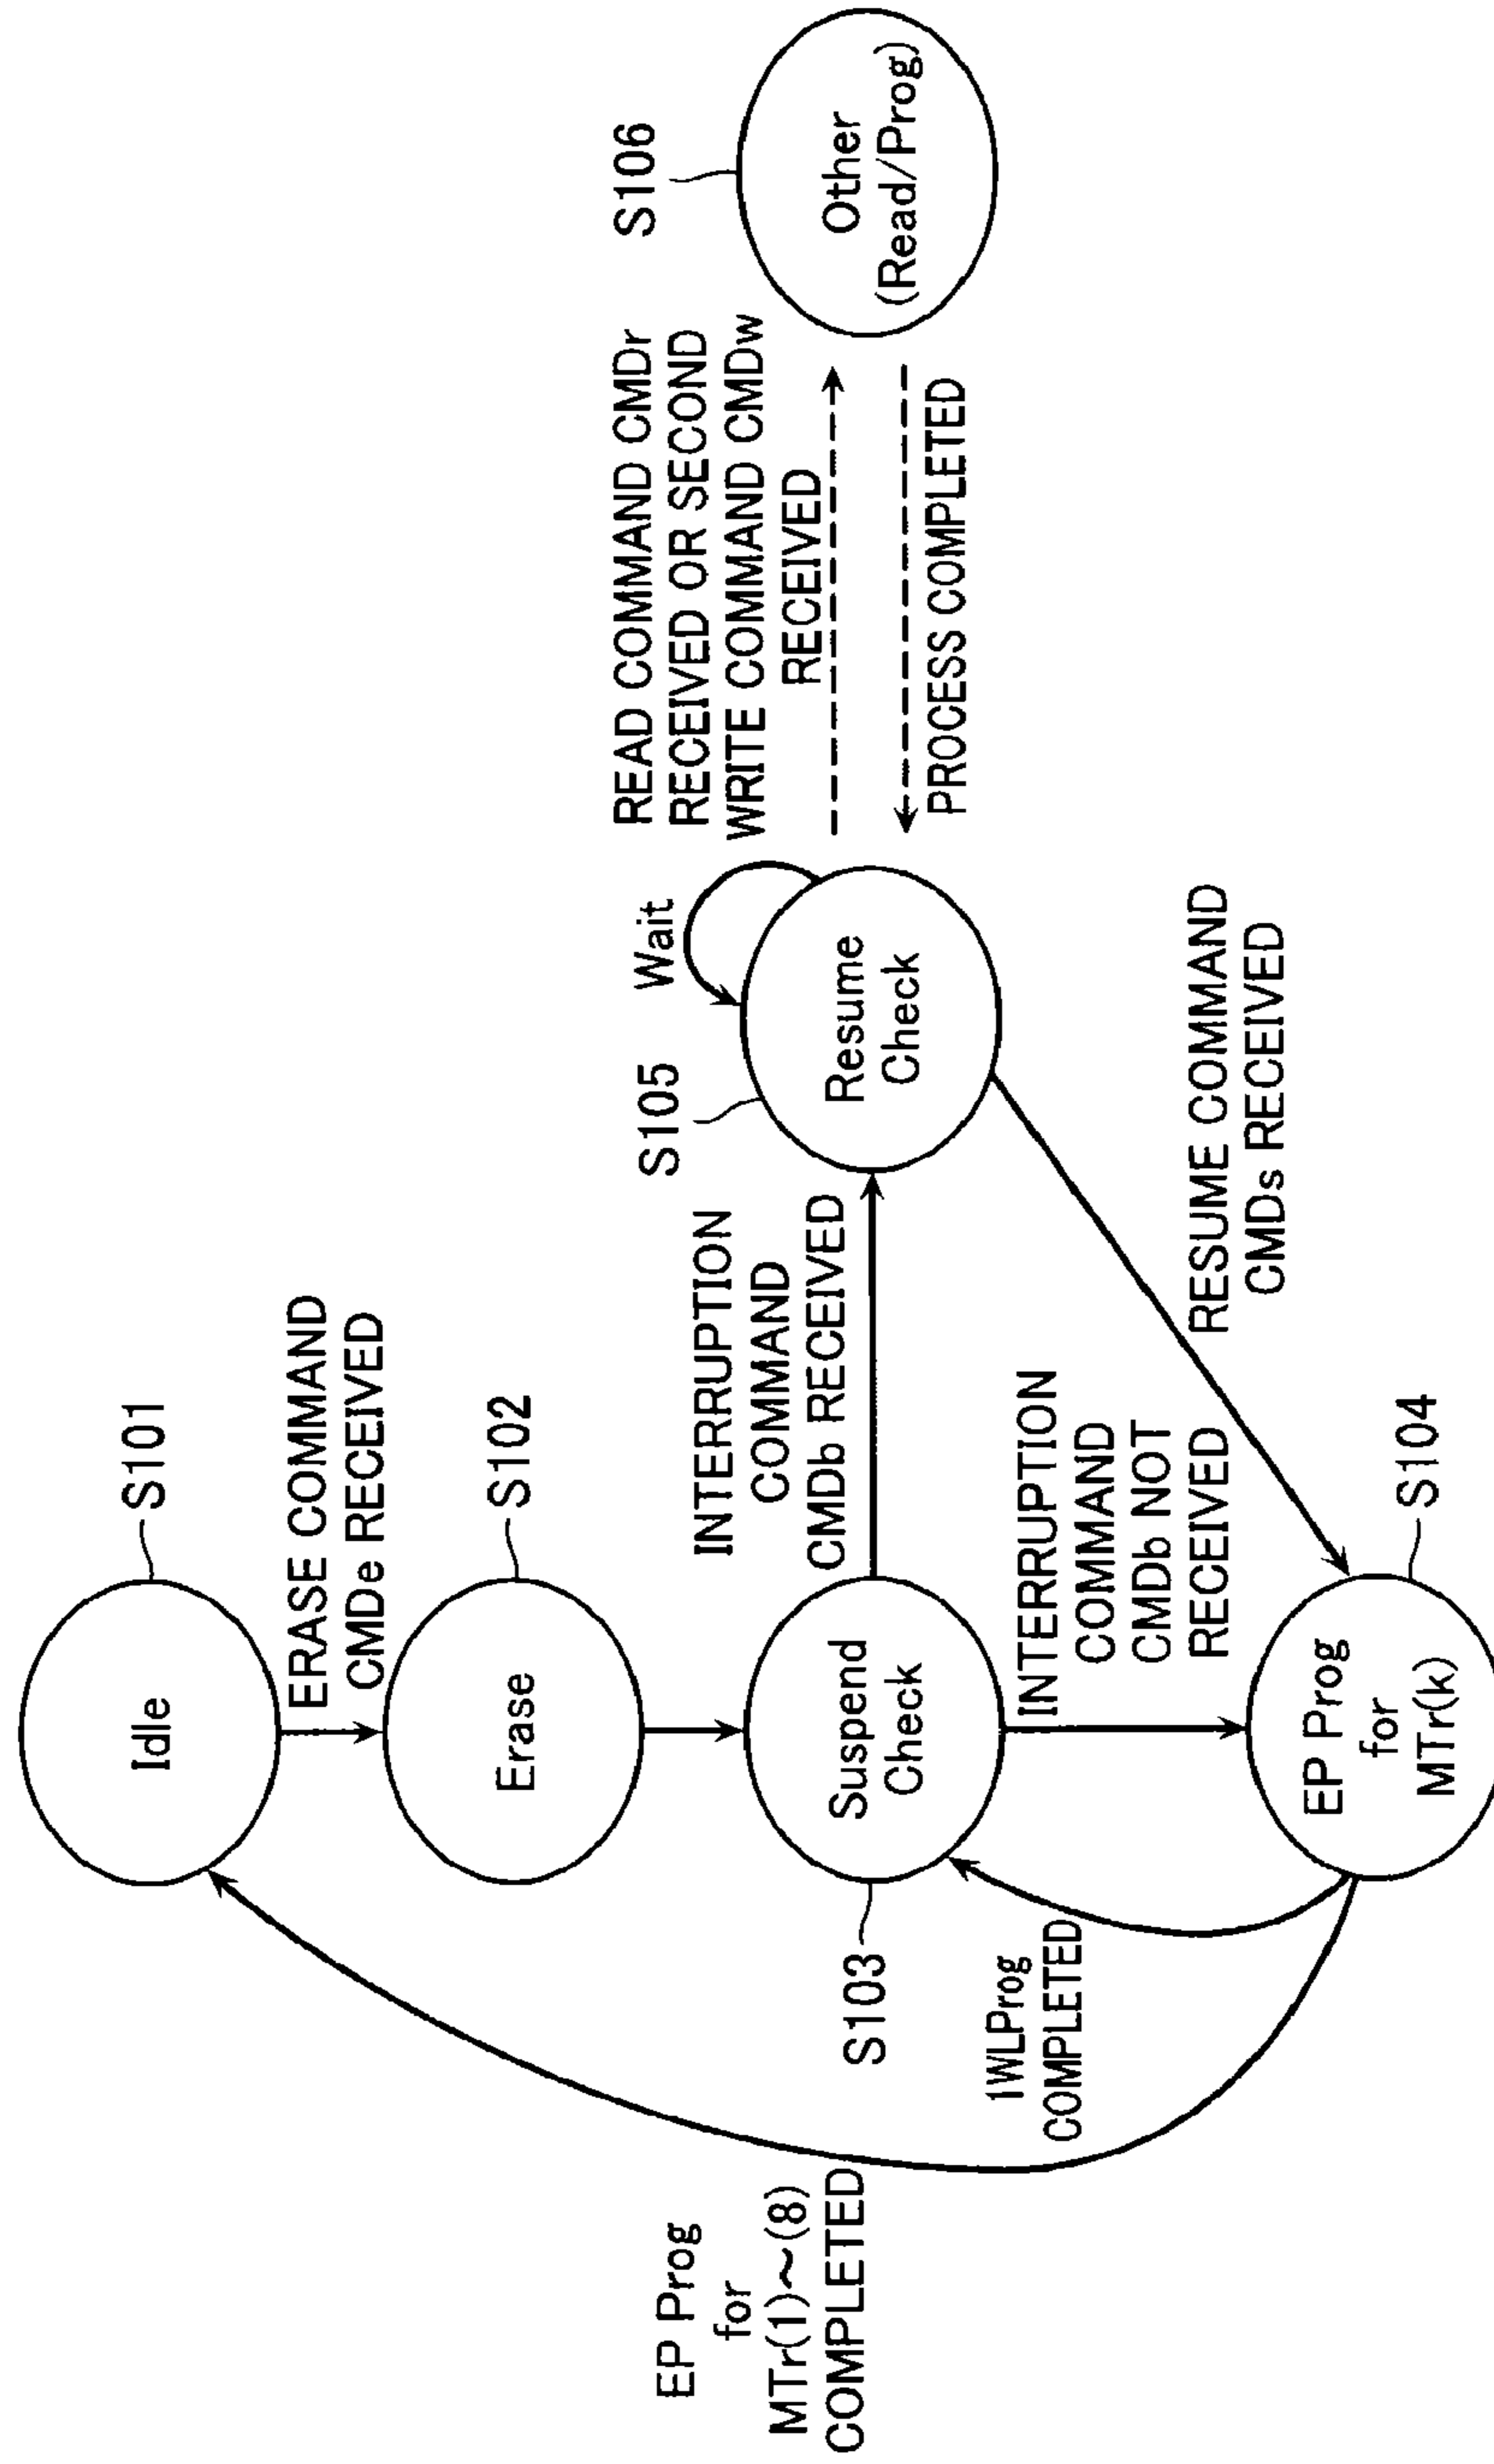 S101
Idle
ERASE COMMAND
CMDe RECEIVED
S102
Erase
INTERRUPTION
COMMAND
CMDb RECEIVED
S103
Suspend
Check
INTERRUPTION
COMMAND
CMDb NOT
RECEIVED
S104
EP Prog
for
MTr(k)
1WLProg
COMPLETED
EP Prog
for
MTr(1)~(8)
COMPLETED
S105
Wait
Resume
Check
RESUME COMMAND
CMDs RECEIVED
READ COMMAND CMDr
RECEIVED OR SECOND
WRITE COMMAND CMDw
RECEIVED
PROCESS COMPLETED
S106
Other
(Read/Prog)